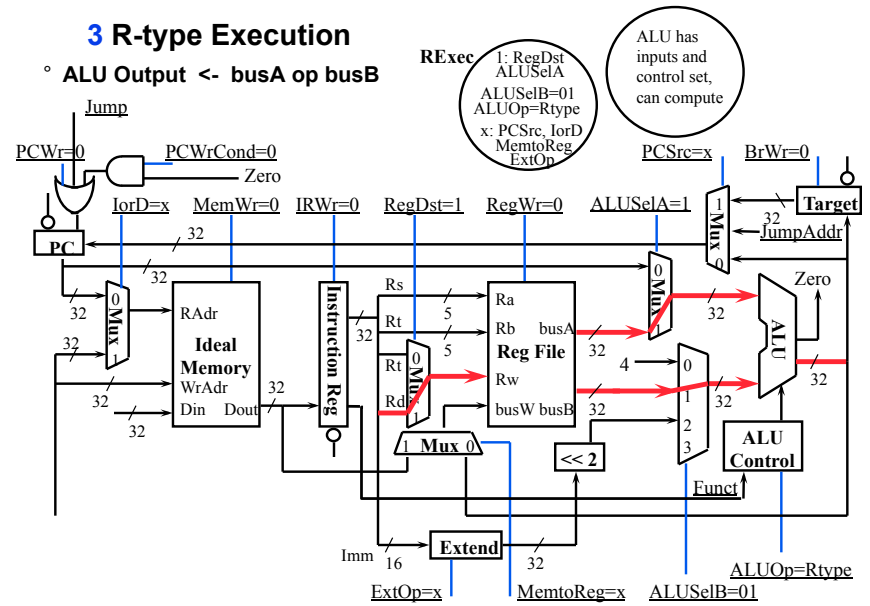 3 R-type Execution
° ALU Output <- busA op busB
RExec
1: RegDst
ALUSelA
ALUSelB=01
ALUOp=Rtype
x: PCSrc, IorD
MemtoReg
ExtOp
ALU has
inputs and
control set,
can compute
Jump
PCWr=0
PCWrCond=0
Zero
PCSrc=x
BrWr=0
IorD=x
MemWr=0
IRWr=0
RegDst=1
RegWr=0
ALUSelA=1
1
Mux
0
32
Target
JumpAddr
PC
32
32
32
0
Mux
1
32
32
32
RAdr
Ideal
Memory
WrAdr
Din
Dout
32
Instruction Reg
32
Rs
Rt
Rt
Rd
5
5
0
Mux
1
Ra
Rb
busA
Reg File
Rw
busW
busB
32
32
0
Mux
1
32
4
0
1
2
3
32
ALU
Zero
32
1 Mux 0
<< 2
ALU
Control
Funct
Imm
16
Extend
32
ExtOp=x
MemtoReg=x
ALUSelB=01
ALUOp=Rtype